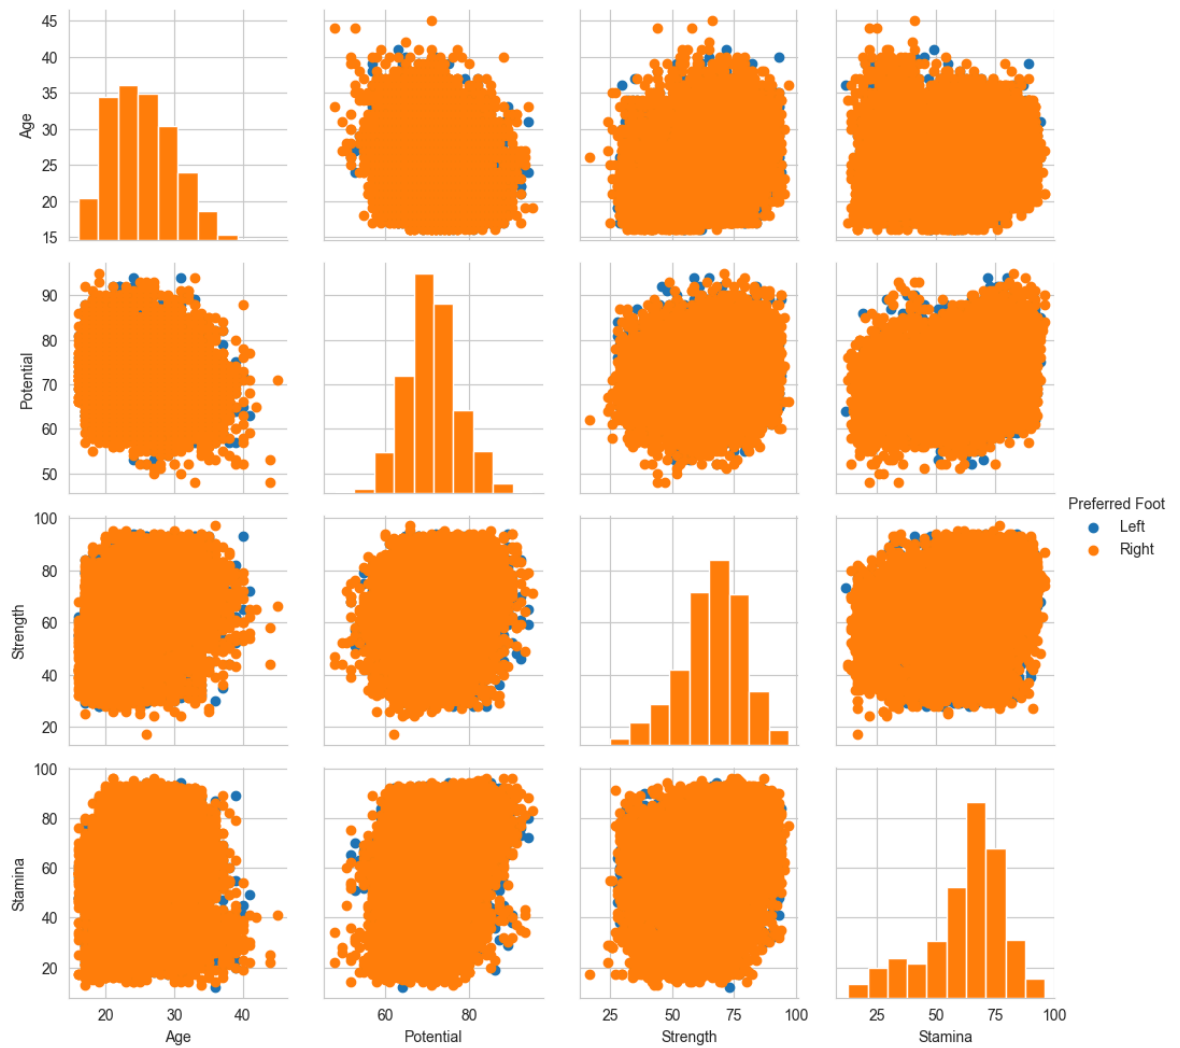 45
40
35
30
25
20
15
Age
90
80
70
60
50
Potential
Preferred Foot
Left
Right
100
80
60
40
20
Strength
100
80
60
40
20
Stamina
20 30 40 60 80 25 50 75 100 25 50 75 100
Age Potential Strength Stamina